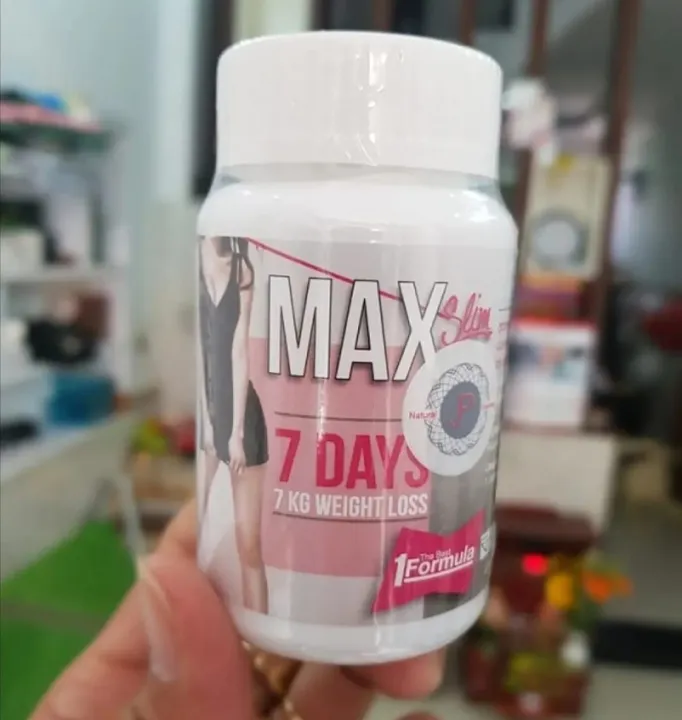 MAX Slim
Natural
P
7 DAYS
7 KG WEIGHT LOSS
The Best
1Formula